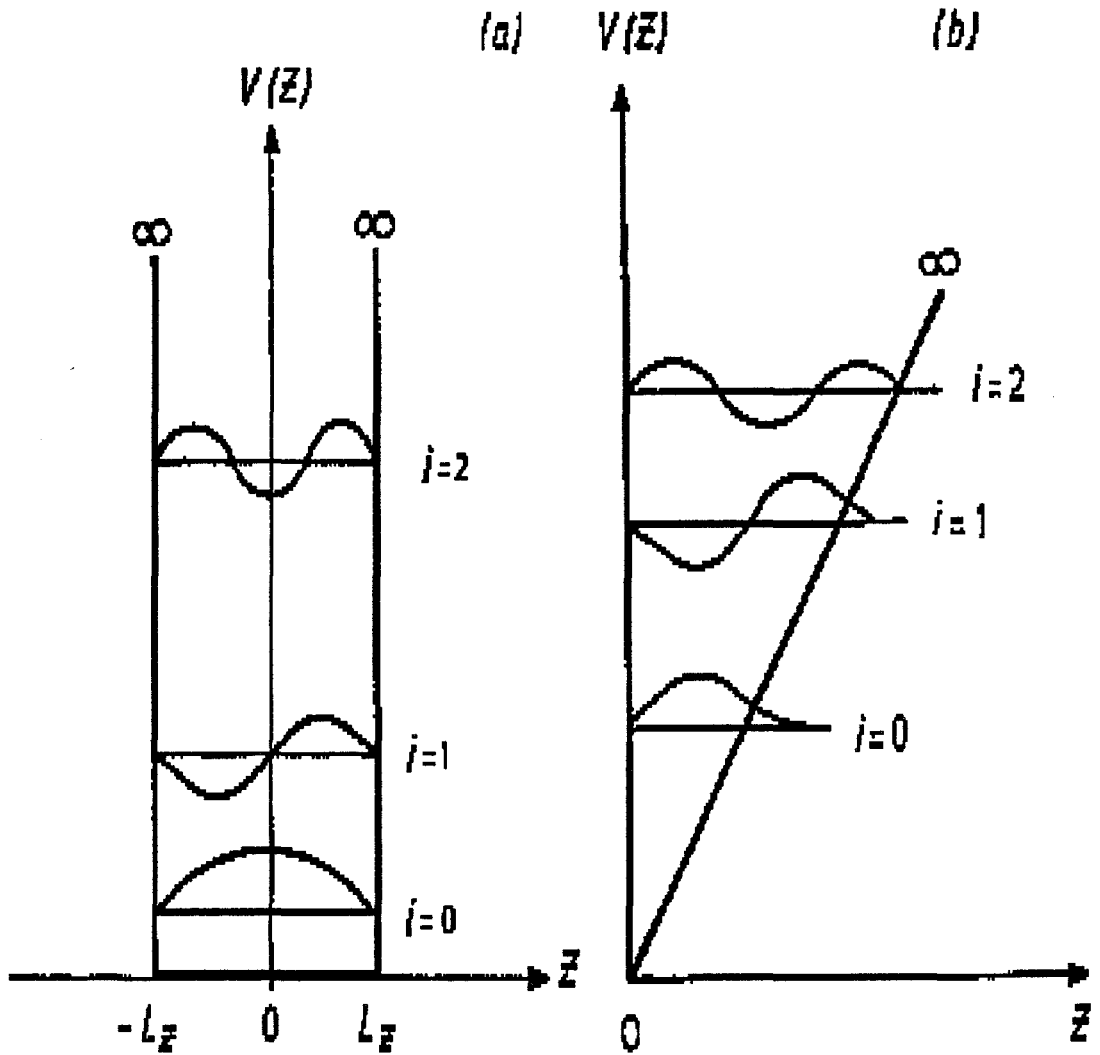 (a)
V(Z)
∞ ∞
i=2
i=1
i=0
Z
-Lz 0 Lz
V(Z)
(b)
∞
i=2
i=1
i=0
0
Z